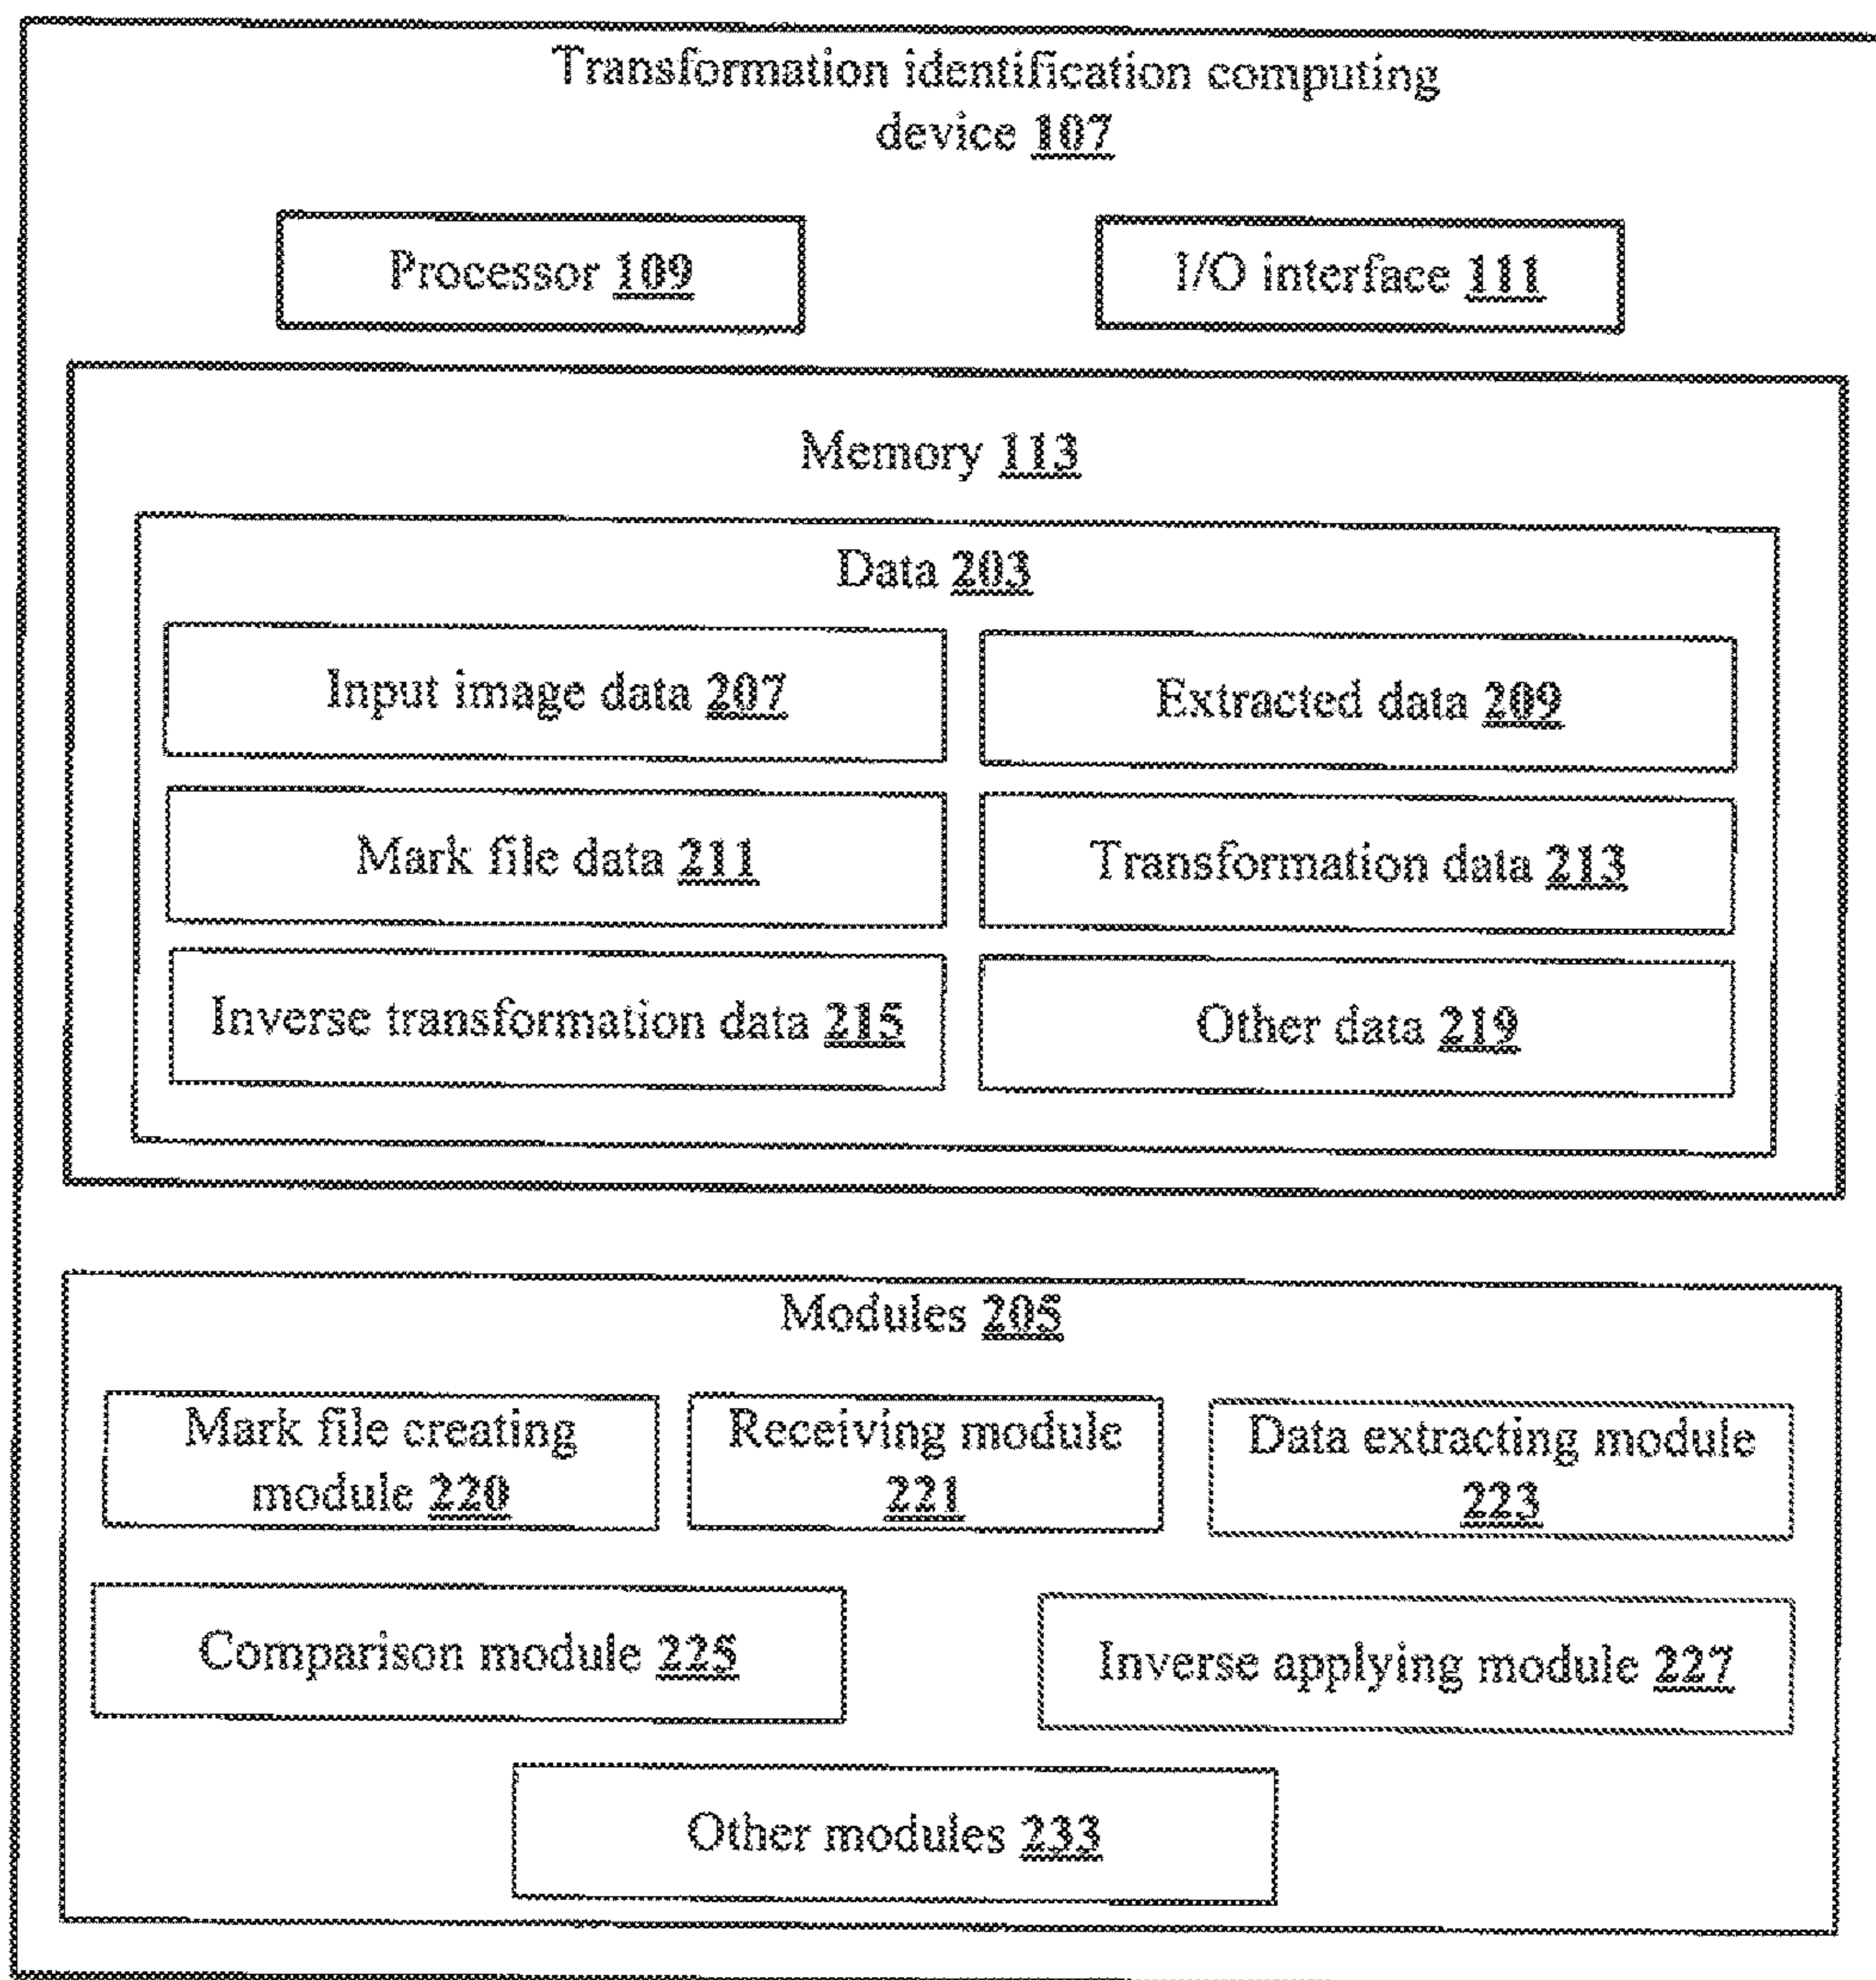 Transformation identification computing
device 107
Processor 109
I/O interface 111
Memory 113
Data 203
Input image data 207
Extracted data 209
Mark file data 211
Transformation data 213
Inverse transformation data 215
Other data 219
Modules 205
Mark file creating
module 220
Receiving module
221
Data extracting module
223
Comparison module 225
Inverse applying module 227
Other modules 233